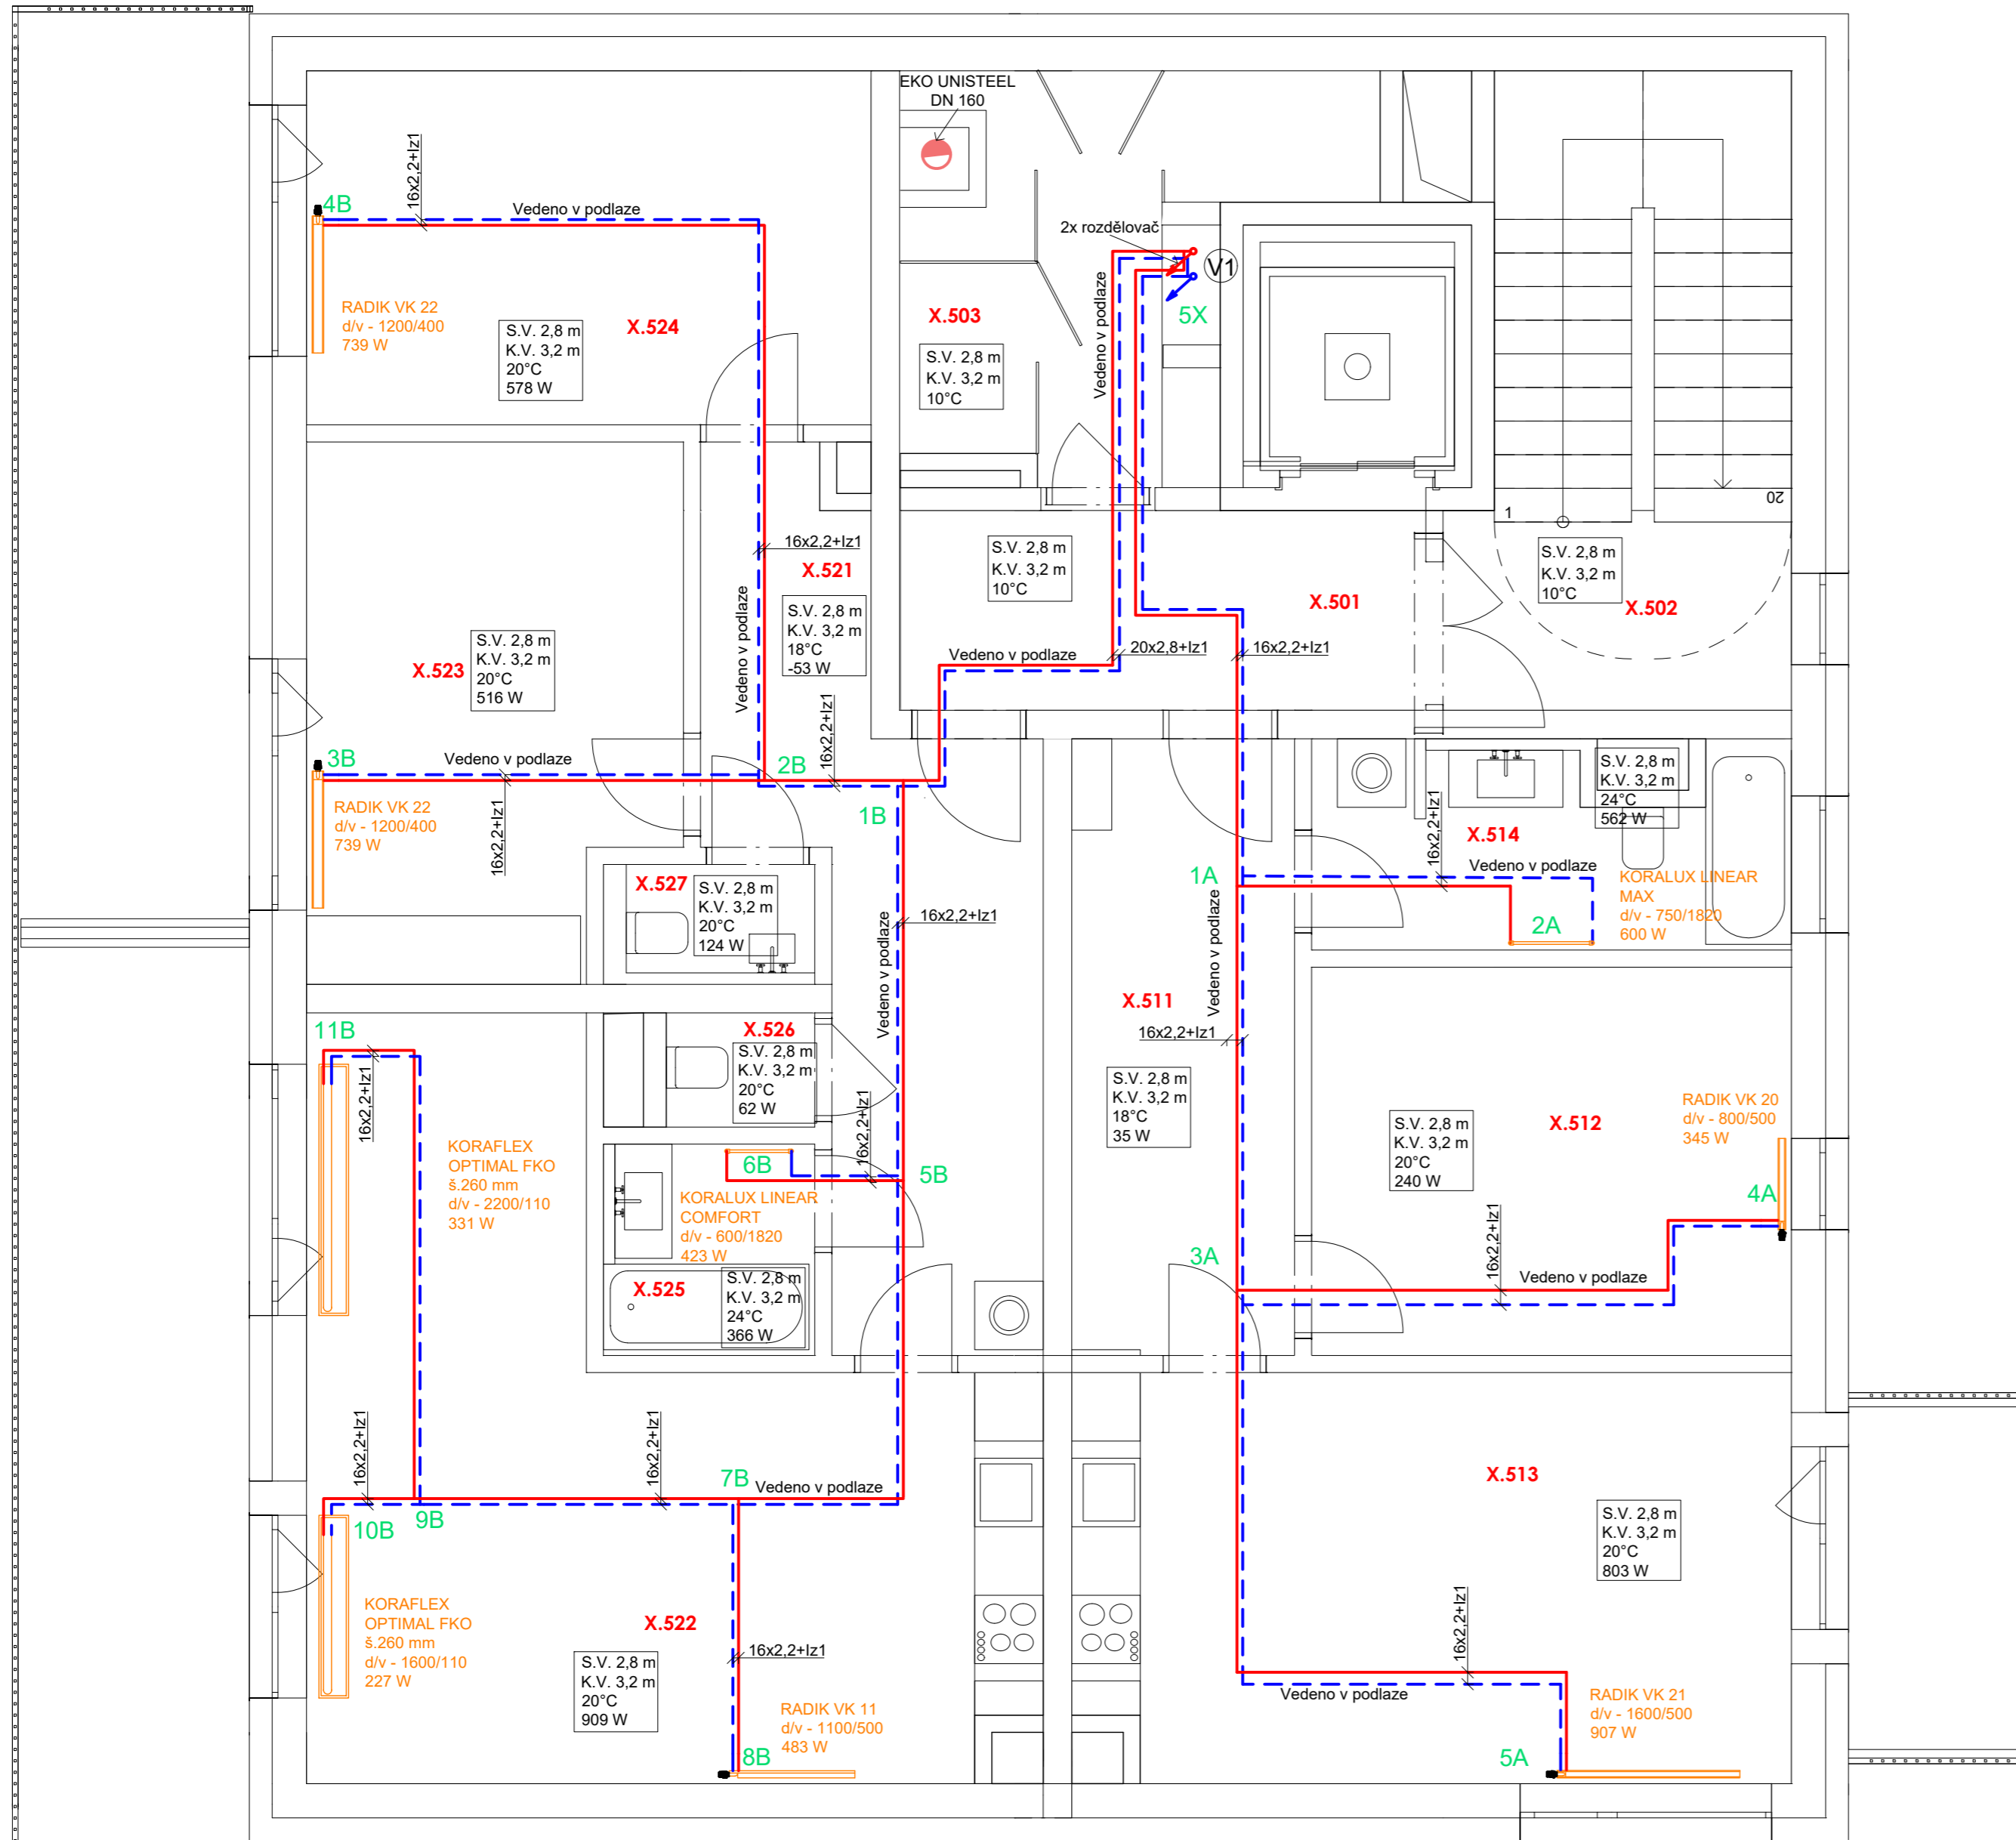 EKO UNISTEEL
DN 160
16x2,2+Iz1
4B
Vedeno v podlaze
2x rozdělovač
V1
5X
Vedeno v podlaze
RADIK VK 22
d/v - 1200/400
739 W
S.V. 2,8 m
K.V. 3,2 m
20°C
578 W
X.524
X.503
S.V. 2,8 m
K.V. 3,2 m
10°C
1
20
16x2,2+Iz1
X.521
S.V. 2,8 m
K.V. 3,2 m
18°C
-53 W
Vedeno v podlaze
S.V. 2,8 m
K.V. 3,2 m
10°C
X.501
S.V. 2,8 m
K.V. 3,2 m
10°C
X.502
X.523
S.V. 2,8 m
K.V. 3,2 m
20°C
516 W
Vedeno v podlaze
20x2,8+Iz1
16x2,2+Iz1
16x2,2+Iz1
3B
Vedeno v podlaze
2B
1B
RADIK VK 22
d/v - 1200/400
739 W
16x2,2+Iz1
S.V. 2,8 m
K.V. 3,2 m
24°C
562 W
X.514
16x2,2+Iz1
Vedeno v podlaze
KORALUX LINEAR
MAX
d/v - 750/1820
600 W
1A
2A
X.527
S.V. 2,8 m
K.V. 3,2 m
20°C
124 W
16x2,2+Iz1
Vedeno v podlaze
Vedeno v podlaze
X.511
16x2,2+Iz1
S.V. 2,8 m
K.V. 3,2 m
18°C
35 W
11B
16x2,2+Iz1
X.526
S.V. 2,8 m
K.V. 3,2 m
20°C
62 W
16x2,2+Iz1
KORAFLEX
OPTIMAL FKO
š.260 mm
d/v - 2200/110
331 W
6B
5B
KORALUX LINEAR
COMFORT
d/v - 600/1820
423 W
X.525
S.V. 2,8 m
K.V. 3,2 m
24°C
366 W
RADIK VK 20
d/v - 800/500
345 W
X.512
S.V. 2,8 m
K.V. 3,2 m
20°C
240 W
4A
3A
16x2,2+Iz1
Vedeno v podlaze
16x2,2+Iz1
16x2,2+Iz1
7B
Vedeno v podlaze
10B
9B
X.513
S.V. 2,8 m
K.V. 3,2 m
20°C
803 W
KORAFLEX
OPTIMAL FKO
š.260 mm
d/v - 1600/110
227 W
X.522
S.V. 2,8 m
K.V. 3,2 m
20°C
909 W
16x2,2+Iz1
RADIK VK 11
d/v - 1100/500
483 W
8B
16x2,2+Iz1
Vedeno v podlaze
RADIK VK 21
d/v - 1600/500
907 W
5A